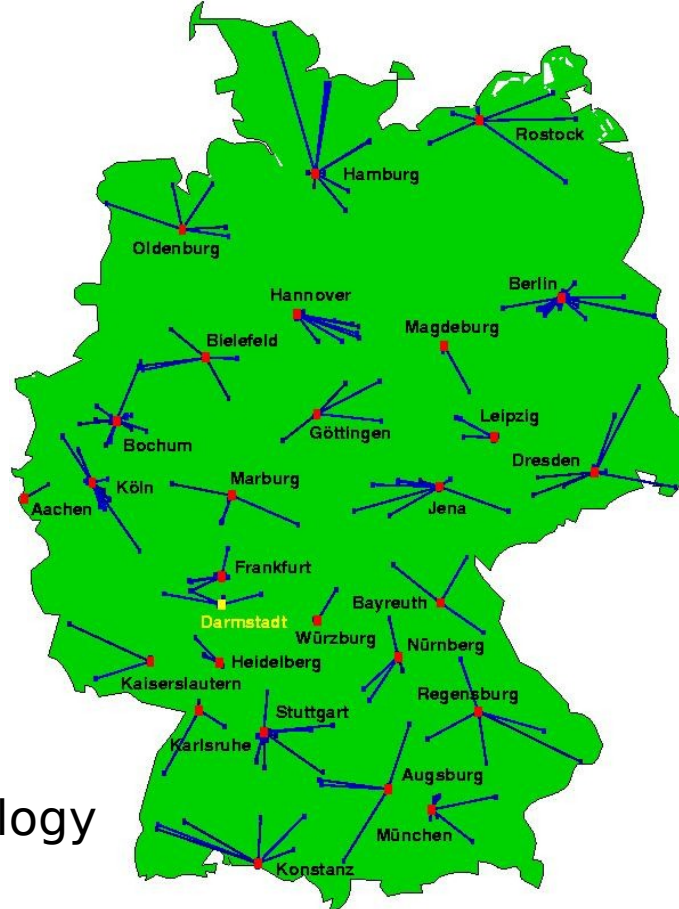 Rostock
Hamburg
Oldenburg
Berlin
Hannover
Magdeburg
Bielefeld
Leipzig
Göttingen
Bochum
Dresden
Marburg
Köln
Jena
Aachen
Frankfurt
Bayreuth
Darmstadt
Würzburg
Nürnberg
Heidelberg
Kaiserslautern
Regensburg
Stuttgart
Karlsruhe
Augsburg
logy
München
Konstanz